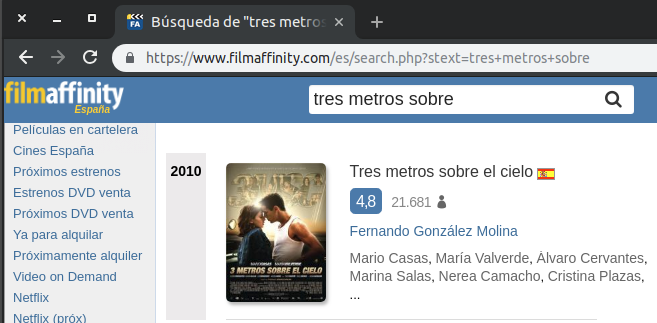 Búsqueda de "tres metros
https://www.filmaffinity.com/es/search.php?stext=tres+metros+sobre
filmaffinity
España
tres metros sobre
Películas en cartelera
Cines España
Próximos estrenos
Estrenos DVD venta
Próximos DVD venta
Ya para alquilar
Próximamente alquiler
Video on Demand
Netflix
Netflix (próx)
2010
3 METROS SOBRE EL CIELO
Tres metros sobre el cielo
4,8 21.681
Fernando González Molina
Mario Casas, María Valverde, Álvaro Cervantes,
Marina Salas, Nerea Camacho, Cristina Plazas,
...